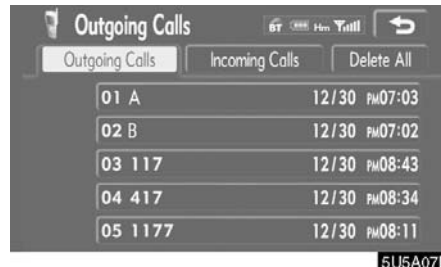 Outgoing Calls BT Hm
Outgoing Calls Incoming Calls Delete All
01 A 12/30 PM07:03
02 B 12/30 PM07:02
03 117 12/30 PM08:43
04 417 12/30 PM08:34
05 1177 12/30 PM08:11
5U5A07